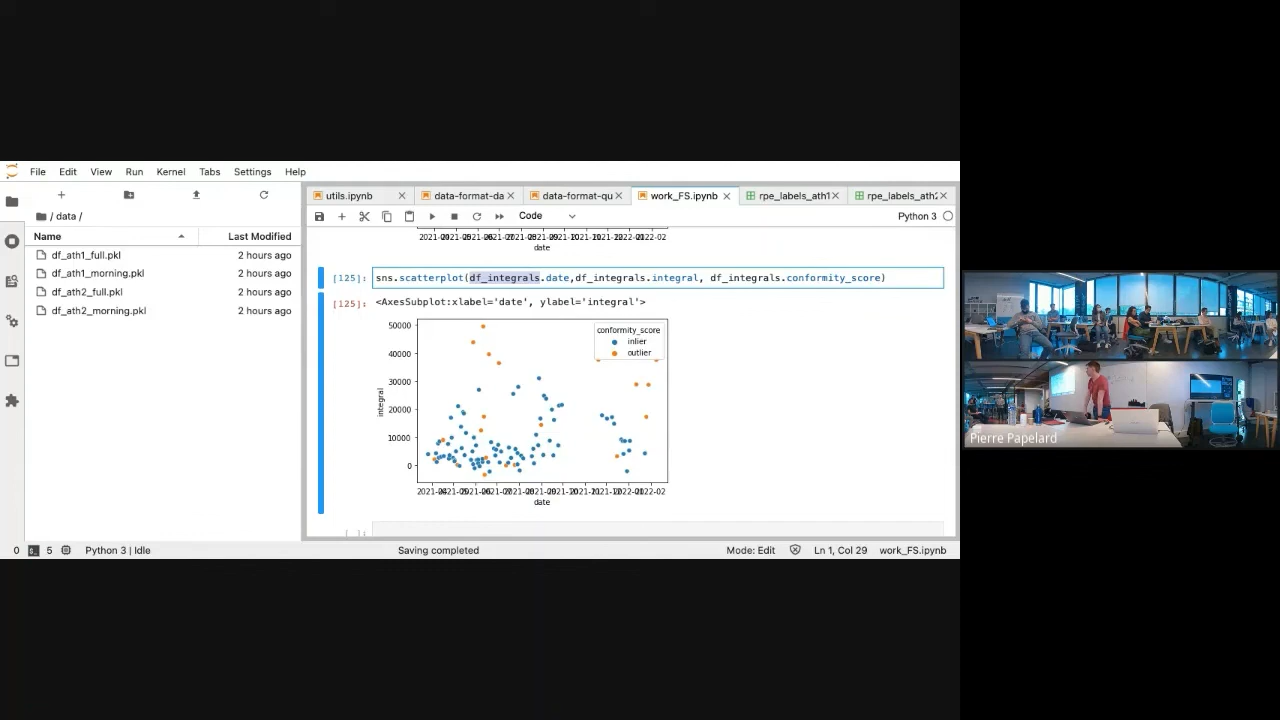 File Edit View Run Kernel Tabs Settings Help
/ data /
Name Last Modified
df_ath1_full.pkl 2 hours ago
df_ath1_morning.pkl 2 hours ago
df_ath2_full.pkl 2 hours ago
df_ath2_morning.pkl 2 hours ago
utils.ipynb data-format-da data-format-qu work_FS.ipynb rpe_labels_ath1 rpe_labels_ath2
Code Python 3
date
[125]: sns.scatterplot(df_integrals.date,df_integrals.integral, df_integrals.conformity_score)
[125]: <AxesSubplot:xlabel='date', ylabel='integral'>
conformity_score
inlier
outlier
50000
40000
30000
20000
10000
0
integral
date
[ ]:
0 5 Python 3 | Idle Saving completed Mode: Edit Ln 1, Col 29 work_FS.ipynb
Pierre Papelard